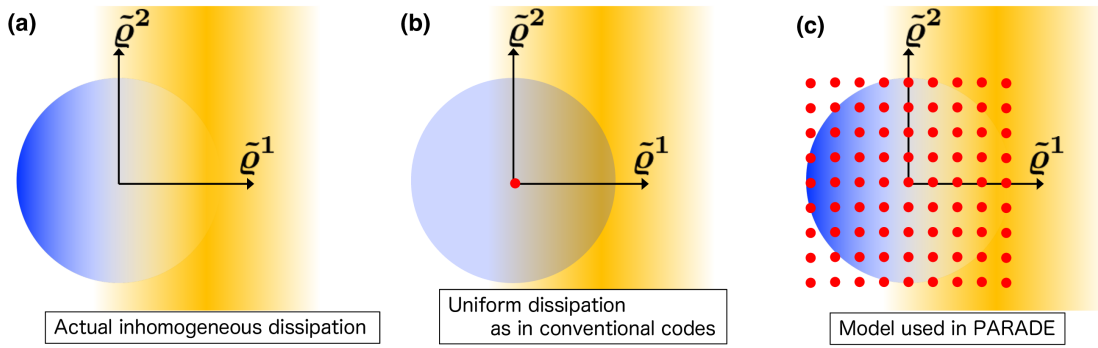 (a)
ϱ̃²
ϱ̃¹
Actual inhomogeneous dissipation
(b)
ϱ̃²
ϱ̃¹
Uniform dissipation
as in conventional codes
(c)
ϱ̃²
ϱ̃¹
Model used in PARADE